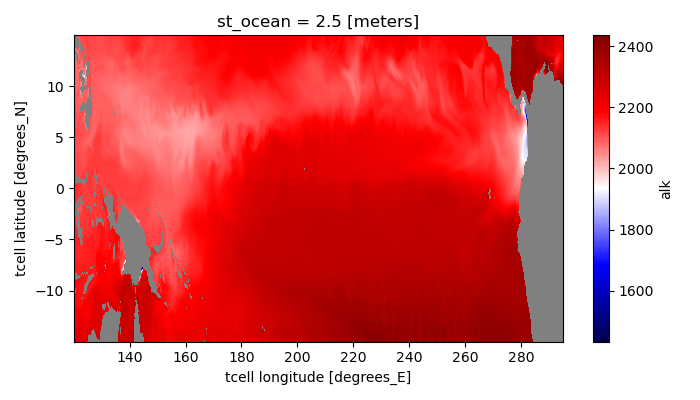 st_ocean = 2.5 [meters]
10
5
0
−5
−10
tcell latitude [degrees_N]
140 160 180 200 220 240 260 280
tcell longitude [degrees_E]
2400
2200
2000
1800
1600
alk